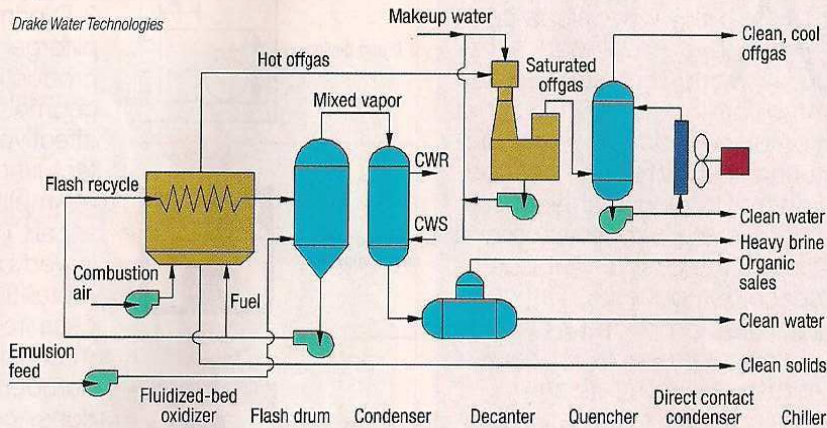 Drake Water Technologies
Makeup water
Clean, cool
offgas
Hot offgas
Saturated
offgas
Mixed vapor
CWR
Flash recycle
CWS
Clean water
Heavy brine
Organic
sales
Combustion
air
Fuel
Clean water
Emulsion
feed
Clean solids
Fluidized-bed
oxidizer
Flash drum
Condenser
Decanter
Quencher
Direct contact
condenser
Chiller